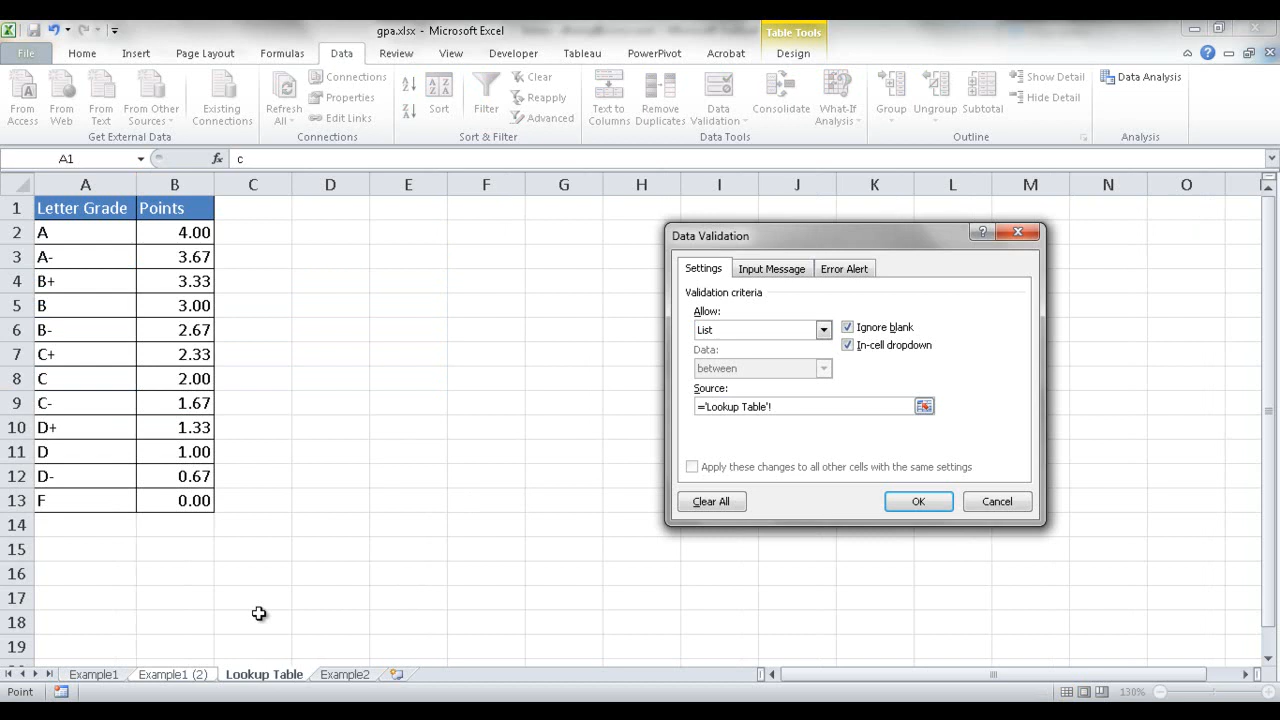 gpa.xlsx - Microsoft Excel
Table Tools
File Home Insert Page Layout Formulas Data Review View Developer Tableau PowerPivot Acrobat Design
From Access
From Web
From Text
From Other Sources
Existing Connections
Refresh All
Connections
Properties
Edit Links
Sort
Filter
Clear
Reapply
Advanced
Text to Columns
Remove Duplicates
Data Validation
Consolidate
What-If Analysis
Group
Ungroup
Subtotal
Show Detail
Hide Detail
Data Analysis
Get External Data Connections Sort & Filter Data Tools Outline Analysis
A1 fx c
A B C D E F G H I J K L M N O
1 Letter Grade Points
2 A 4.00
3 A- 3.67
4 B+ 3.33
5 B 3.00
6 B- 2.67
7 C+ 2.33
8 C 2.00
9 C- 1.67
10 D+ 1.33
11 D 1.00
12 D- 0.67
13 F 0.00
14
15
16
17
18
19
Data Validation
Settings Input Message Error Alert
Validation criteria
Allow:
List
Ignore blank
Data:
In-cell dropdown
between
Source:
='Lookup Table'!
Apply these changes to all other cells with the same settings
Clear All OK Cancel
Example1 Example1 (2) Lookup Table Example2
Point 130%